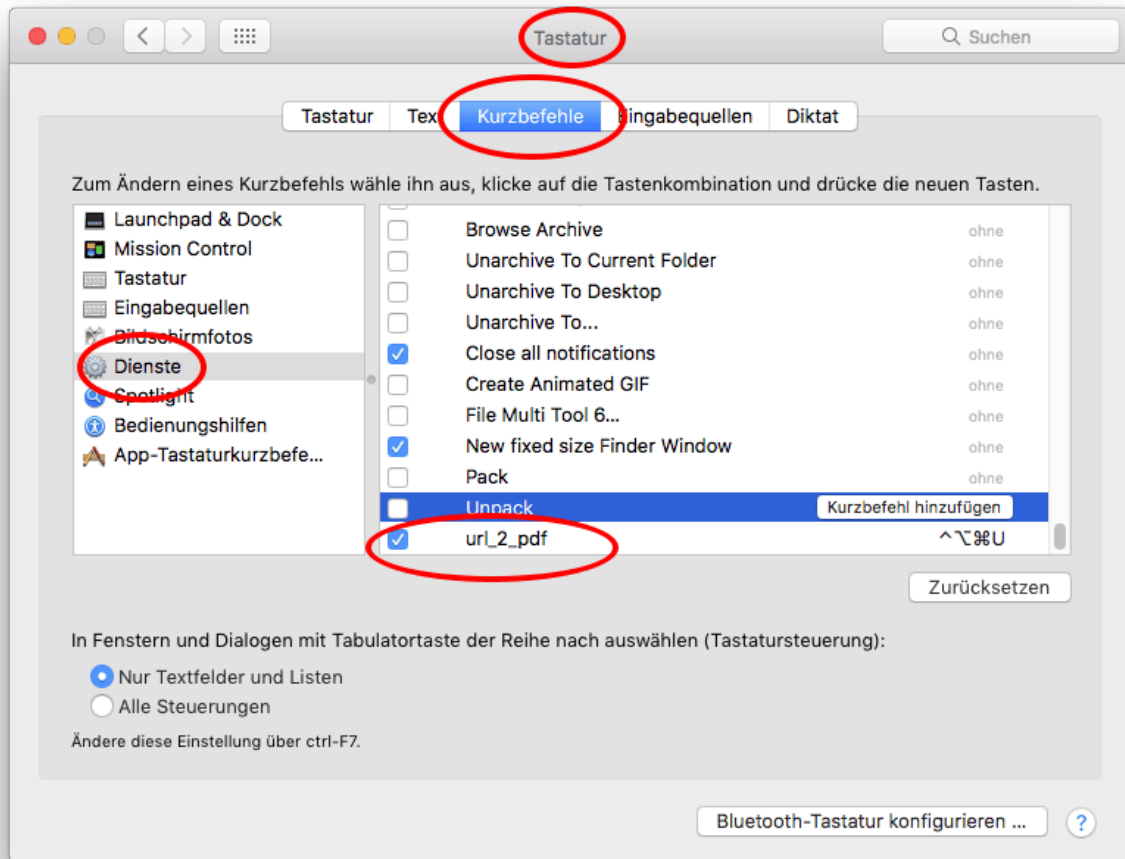 Tastatur
Suchen
Tastatur Tex Kurzbefehle Eingabequellen Diktat
Zum Ändern eines Kurzbefehls wähle ihn aus, klicke auf die Tastenkombination und drücke die neuen Tasten.
Launchpad & Dock
Mission Control
Tastatur
Eingabequellen
Bildschirmfotos
Dienste
Spotlight
Bedienungshilfen
App-Tastaturkurzbefe...
Browse Archive ohne
Unarchive To Current Folder ohne
Unarchive To Desktop ohne
Unarchive To... ohne
Close all notifications ohne
Create Animated GIF ohne
File Multi Tool 6... ohne
New fixed size Finder Window ohne
Pack ohne
Unpack Kurzbefehl hinzufügen
url_2_pdf ^⌥⌘U
Zurücksetzen
In Fenstern und Dialogen mit Tabulatortaste der Reihe nach auswählen (Tastatursteuerung):
Nur Textfelder und Listen
Alle Steuerungen
Ändere diese Einstellung über ctrl-F7.
Bluetooth-Tastatur konfigurieren ... ?